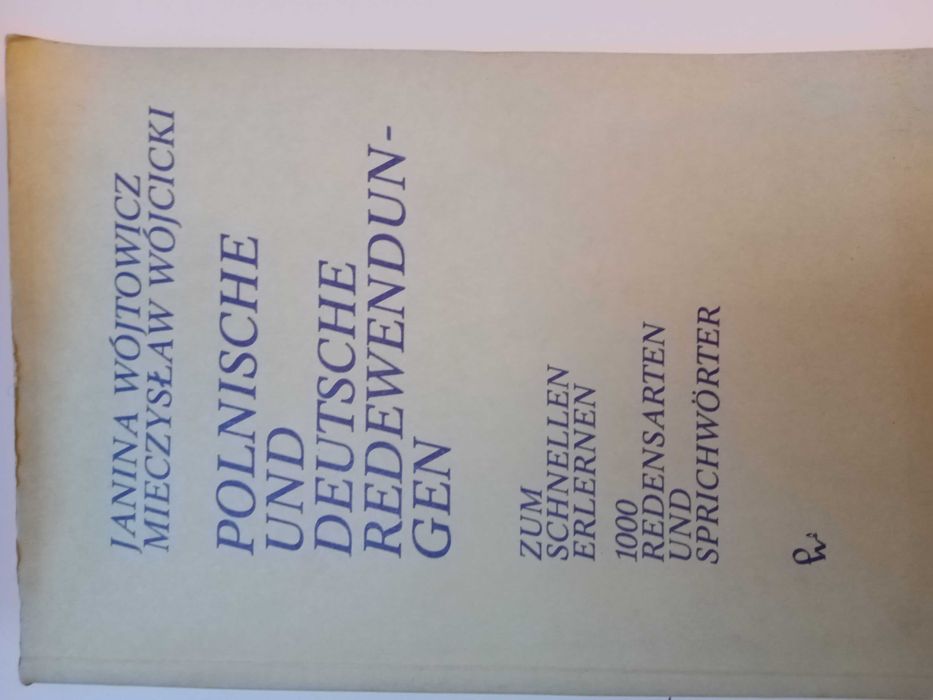 JANINA WÓJTOWICZ
MIECZYSŁAW WÓJCICKI
POLNISCHE
UND
DEUTSCHE
REDEWENDUN-
GEN
ZUM
SCHNELLEN
ERLERNEN
1000
REDENSARTEN
UND
SPRICHWÖRTER